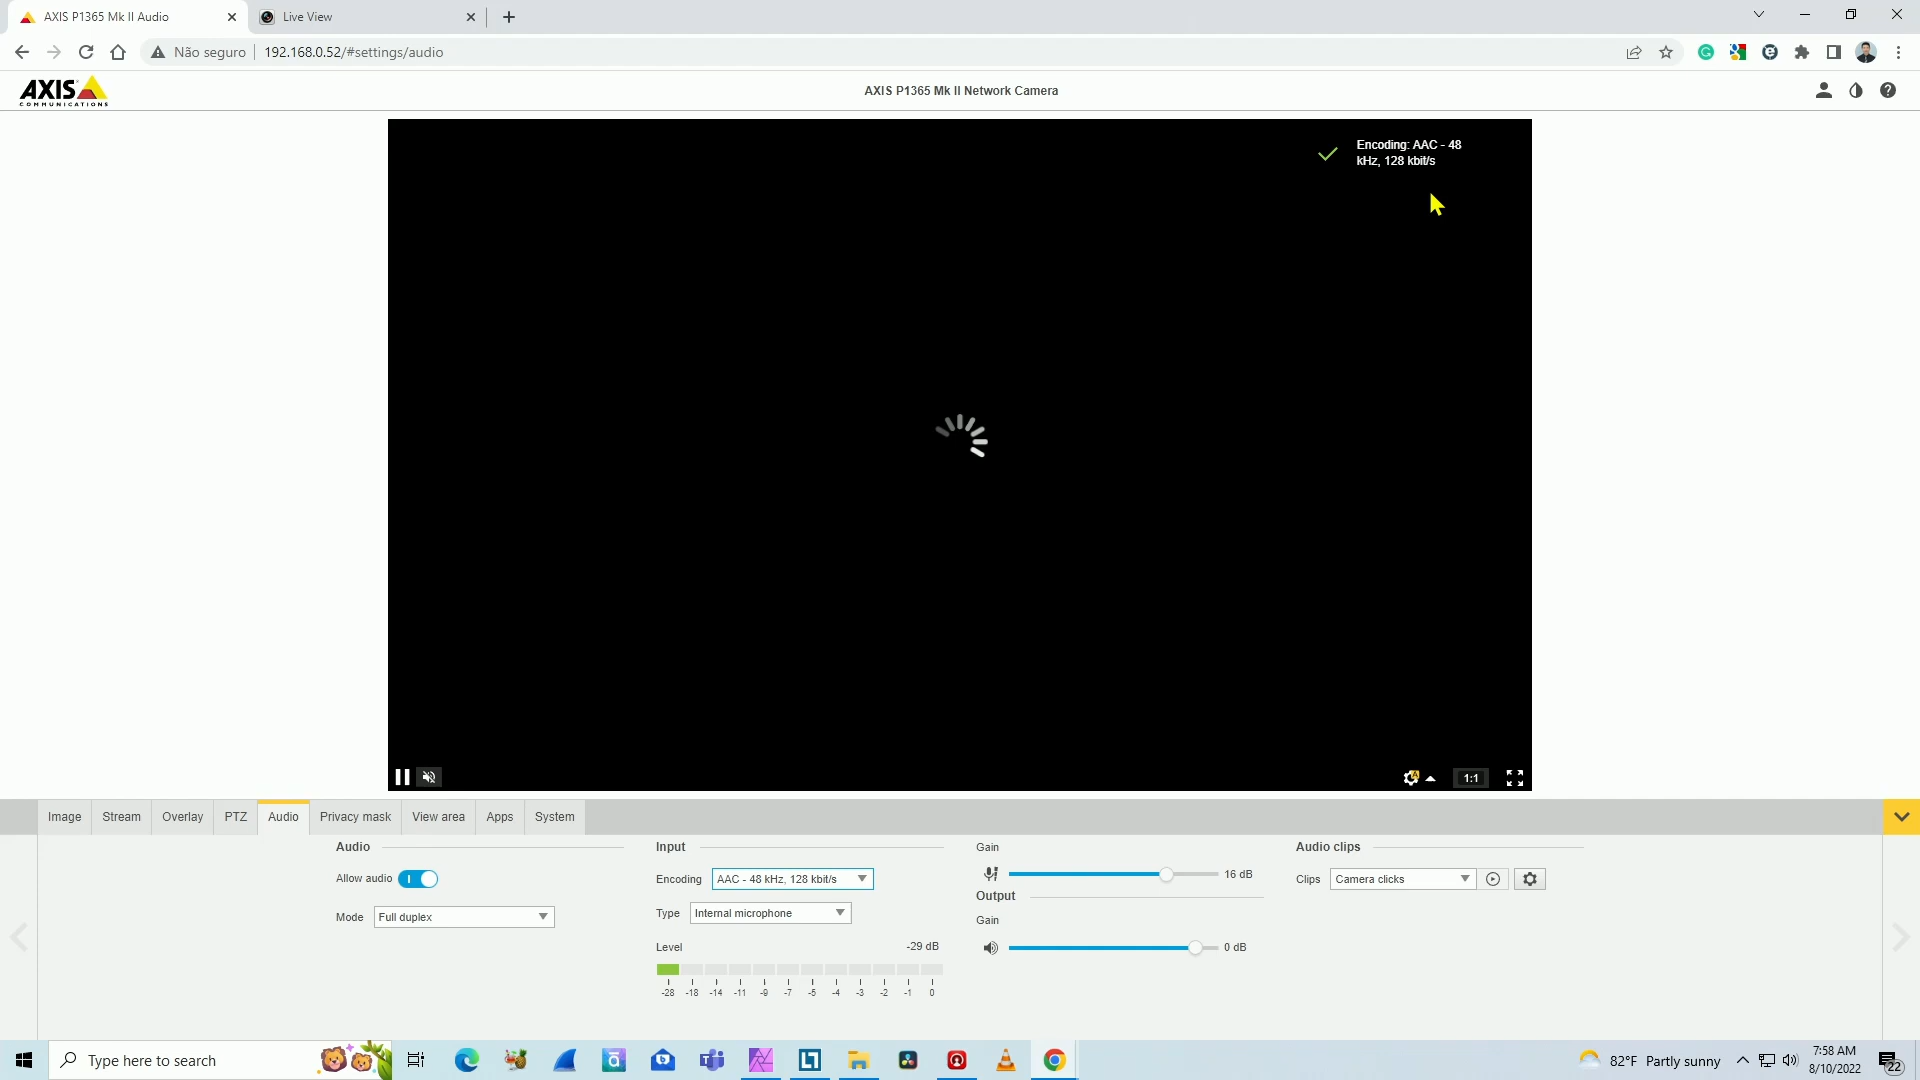 AXIS P1365 Mk II Audio
Live View
Não seguro
192.168.0.52/#settings/audio
AXIS
COMMUNICATIONS
AXIS P1365 Mk II Network Camera
Encoding: AAC - 48
kHz, 128 kbit/s
1:1
Image
Stream
Overlay
PTZ
Audio
Privacy mask
View area
Apps
System
Audio
Allow audio
Mode
Full duplex
Input
Encoding
AAC - 48 kHz, 128 kbit/s
Type
Internal microphone
Level
-29 dB
-28 -18 -14 -11 -9 -7 -5 -4 -3 -2 -1 0
Gain
16 dB
Output
Gain
0 dB
Audio clips
Clips
Camera clicks
Type here to search
82°F Partly sunny
7:58 AM
8/10/2022
22